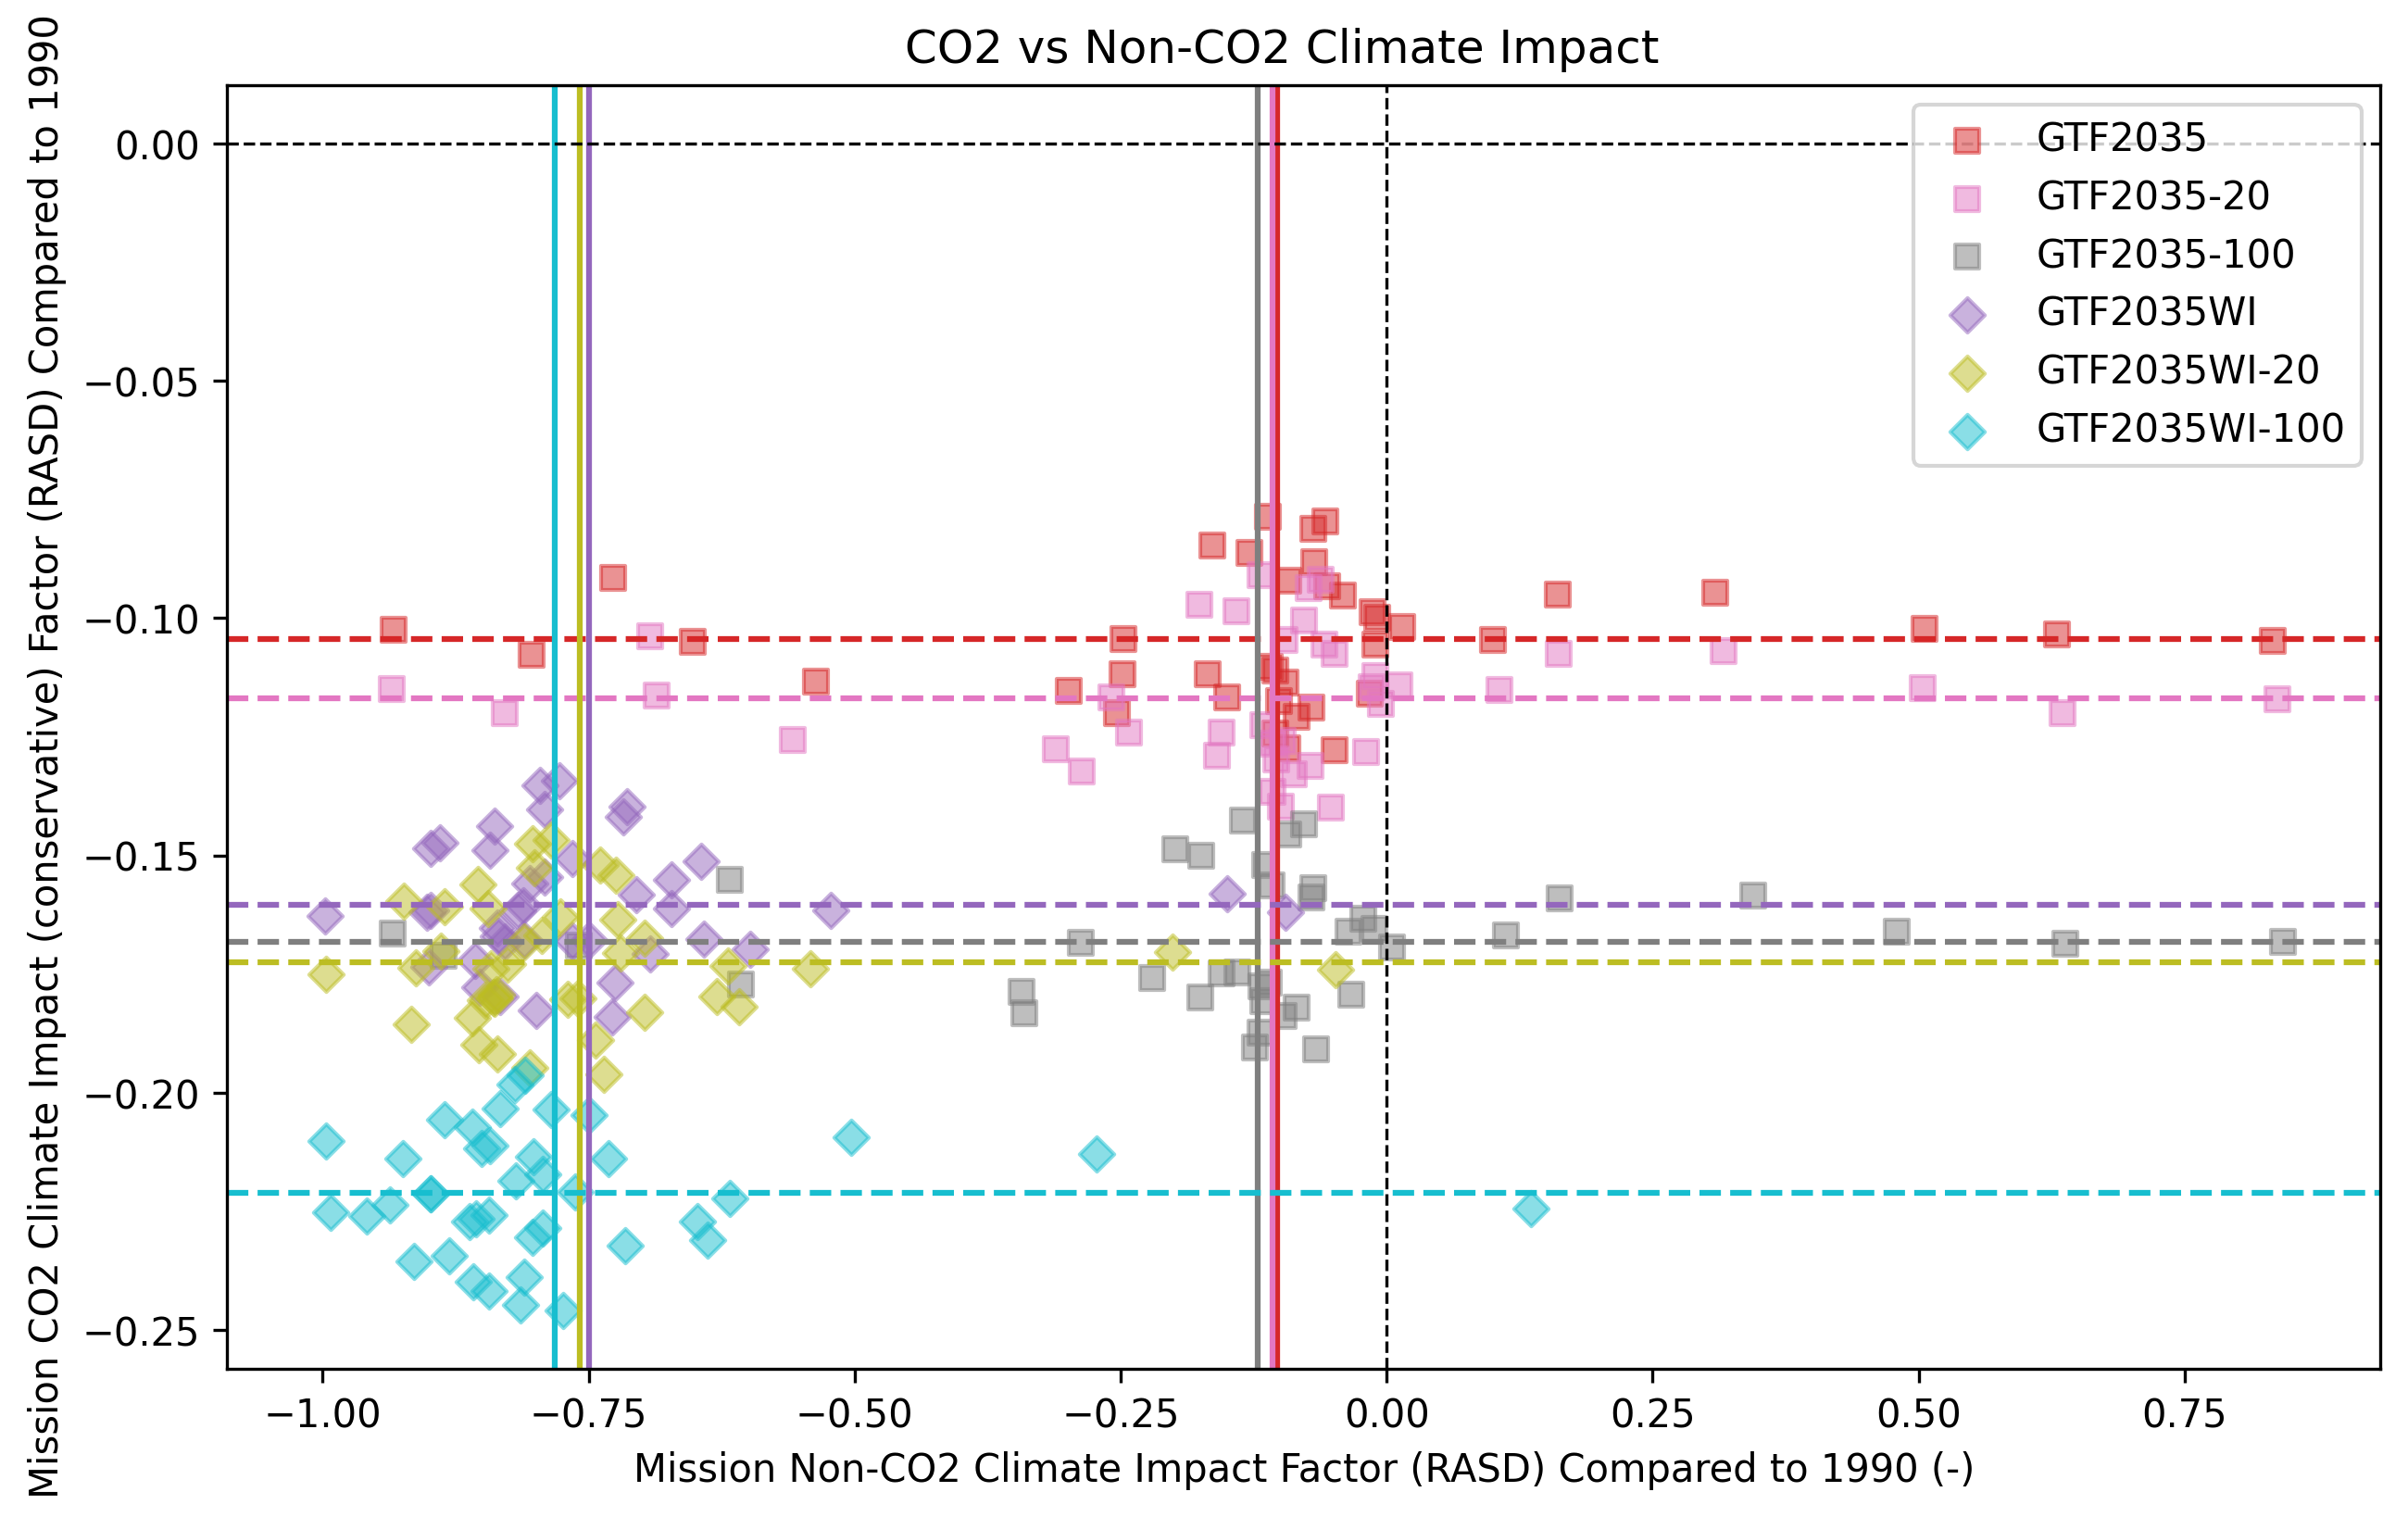 CO2 vs Non-CO2 Climate Impact
Mission CO2 Climate Impact (conservative) Factor (RASD) Compared to 1990
0.00
−0.05
−0.10
−0.15
−0.20
−0.25
GTF2035
GTF2035-20
GTF2035-100
GTF2035WI
GTF2035WI-20
GTF2035WI-100
−1.00
−0.75
−0.50
−0.25
0.00
0.25
0.50
0.75
Mission Non-CO2 Climate Impact Factor (RASD) Compared to 1990 (-)